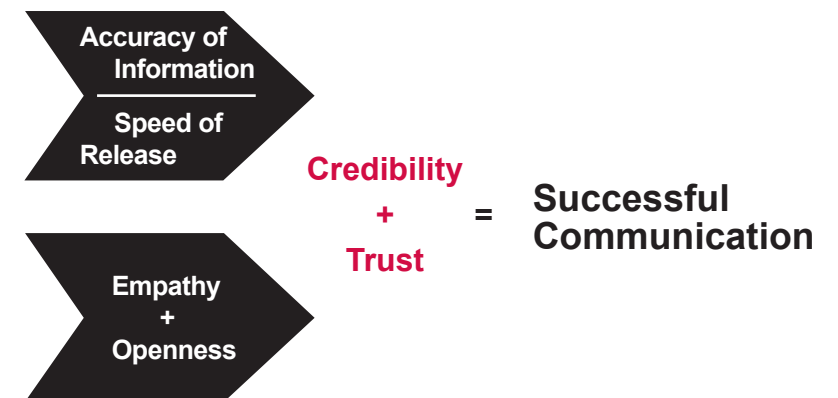 Accuracy of
Information
Speed of
Release
Credibility
+
Trust
=
Successful
Communication
Empathy
+
Openness